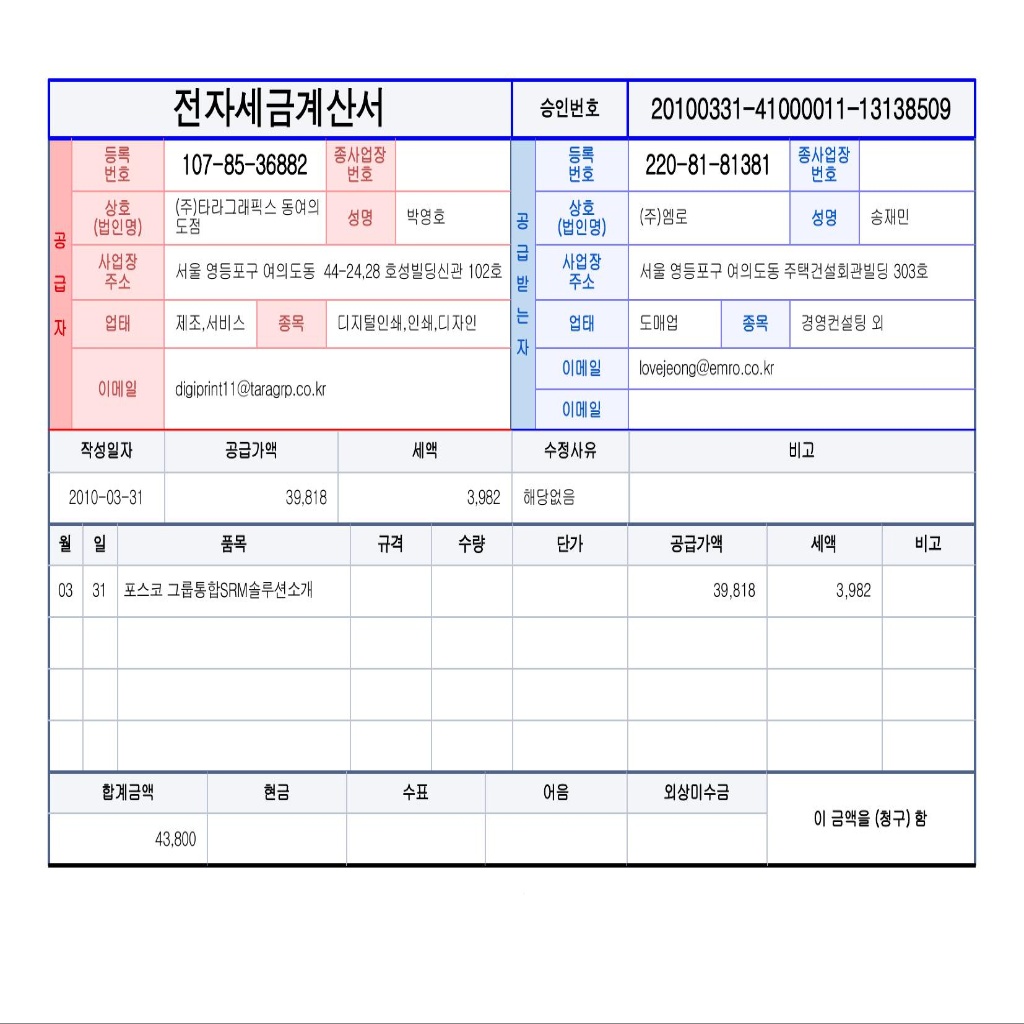 전자세금계산서 승인번호 20100331-41000011-13138509
공급자
등록번호 107-85-36882 종사업장번호
상호(법인명) (주)타라그래픽스 동여의도점 성명 박영호
사업장주소 서울 영등포구 여의도동 44-24,28 호성빌딩신관 102호
업태 제조,서비스 종목 디지털인쇄,인쇄,디자인
이메일 digiprint11@taragrp.co.kr
공급받는자
등록번호 220-81-81381 종사업장번호
상호(법인명) (주)엠로 성명 송재민
사업장주소 서울 영등포구 여의도동 주택건설회관빌딩 303호
업태 도매업 종목 경영컨설팅 외
이메일 lovejeong@emro.co.kr
이메일
작성일자 공급가액 세액 수정사유 비고
2010-03-31 39,818 3,982 해당없음
월 일 품목 규격 수량 단가 공급가액 세액 비고
03 31 포스코 그룹통합SRM솔루션소개 39,818 3,982
합계금액 현금 수표 어음 외상미수금 이 금액을 (청구) 함
43,800